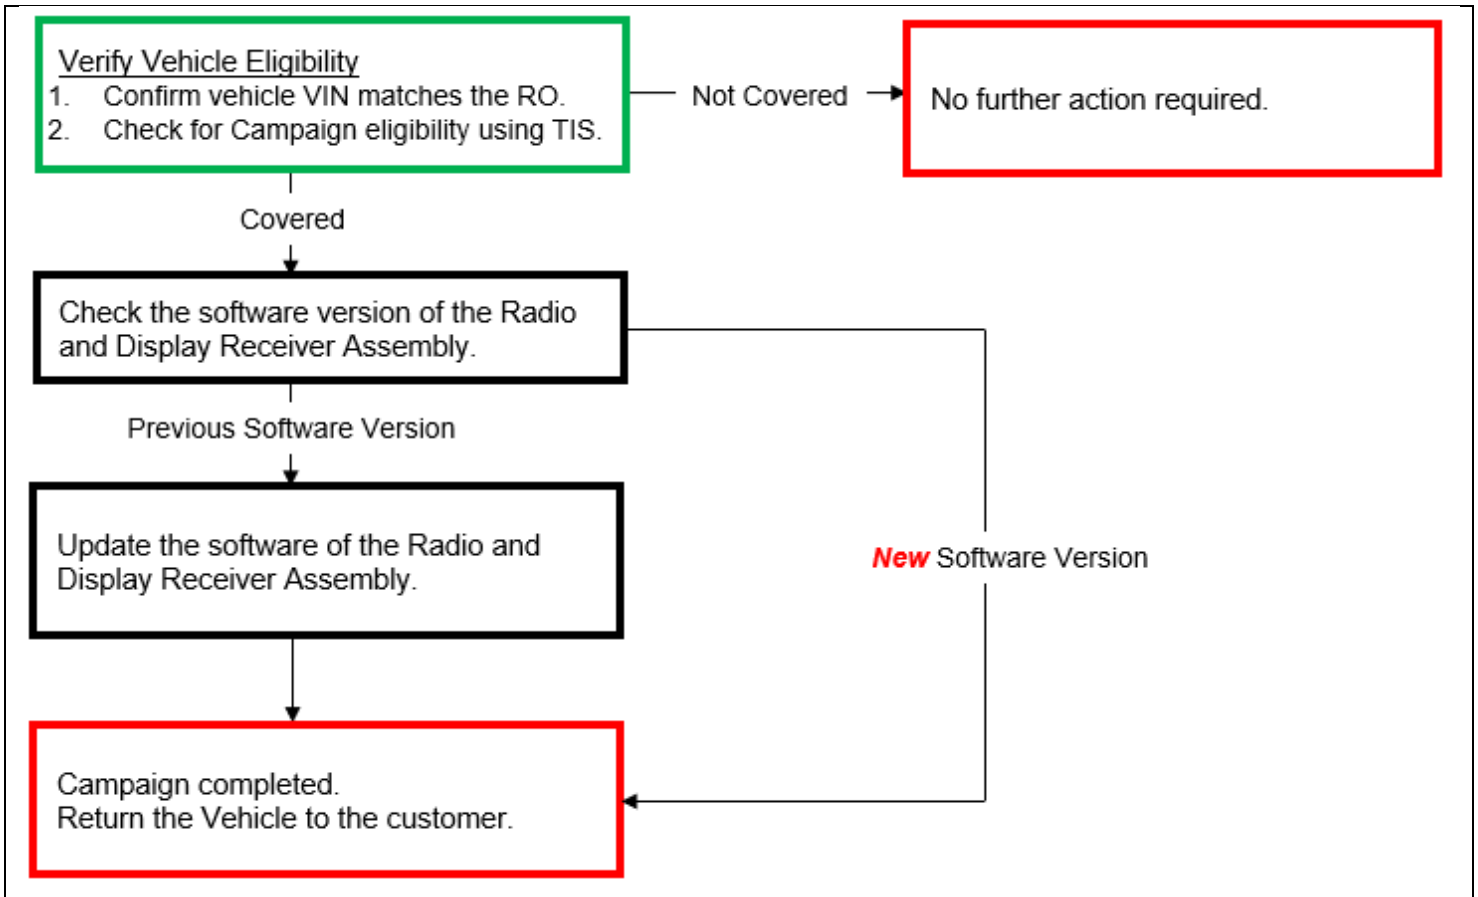 Verify Vehicle Eligibility
1. Confirm vehicle VIN matches the RO.
2. Check for Campaign eligibility using TIS.
Not Covered
No further action required.
Covered
Check the software version of the Radio
and Display Receiver Assembly.
Previous Software Version
Update the software of the Radio and
Display Receiver Assembly.
New Software Version
Campaign completed.
Return the Vehicle to the customer.